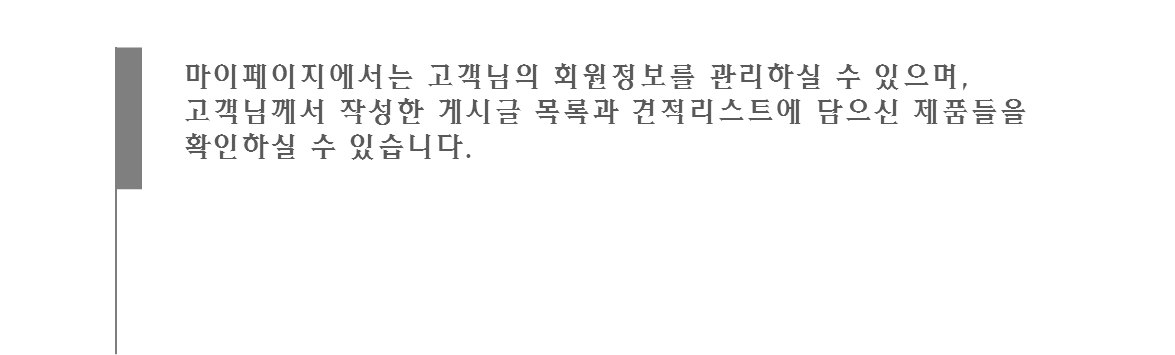 마이페이지에서는 고객님의 회원정보를 관리하실 수 있으며,
고객님께서 작성한 게시글 목록과 견적리스트에 담으신 제품들을
확인하실 수 있습니다.